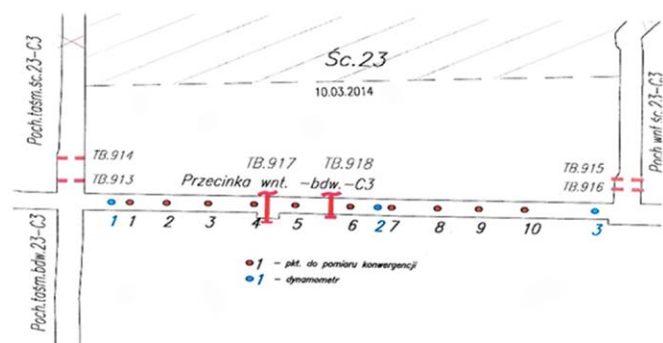 Śc.23
10.03.2014
Poch.taśm.śc.23-C3
Poch wnt.śc.23-C3
TB.914
TB.913
TB.917
TB.918
TB.915
TB.916
Przecinka wnt. -bdw.-C3
1 1 2 3 4 5 6 2 7 8 9 10 3
Poch.taśm.bdw.23-C3
1 - pkt. do pomiaru konwergencji
1 - dynamometr